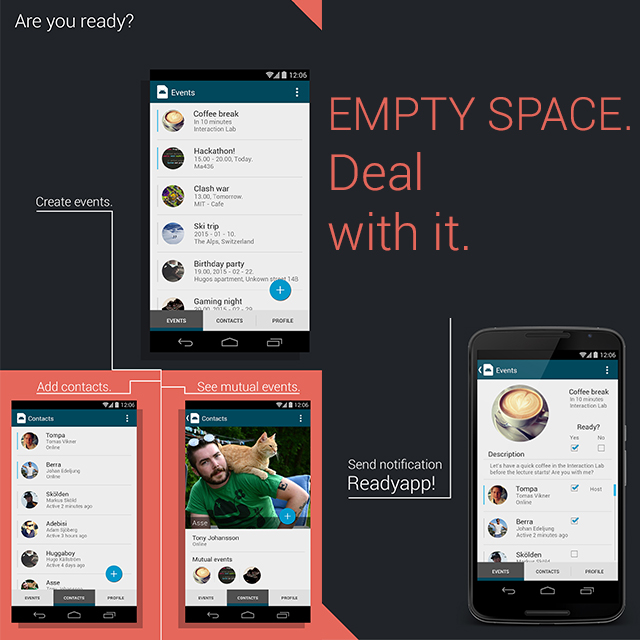 Are you ready?
12:06
Events
Coffee break
In 10 minutes
Interaction Lab
Hackathon!
15.00 - 20.00, Today.
Ma436
Clash war
13.00, Tomorrow.
MIT - Cafe
Ski trip
2015 - 01 - 10.
The Alps, Switzerland
Birthday party
19.00, 2015 - 02 - 22.
Hugos apartment, Unkown street 14B
Gaming night
EVENTS
CONTACTS
PROFILE
Create events.
EMPTY SPACE.
Deal
with it.
Add contacts.
12:06
Contacts
Tompa
Tomas Vikner
Online
Berra
Johan Edeljung
Online
Skölden
Markus Sköld
Active 2 minutes ago
Adebisi
Adam Sjöberg
Active 3 hours ago
Huggaboy
Hugo Källström
Active 4 days ago
Asse
EVENTS
CONTACTS
PROFILE
See mutual events.
12:06
Contacts
Asse
Tony Johansson
Online
Mutual events
EVENTS
CONTACTS
PROFILE
Send notification
Readyapp!
12:06
Events
Coffee break
In 10 minutes
Interaction Lab
Ready?
Yes No
Description
Let's have a quick coffee in the Interaction Lab
before the lecture starts! Are you with me?
Tompa
Tomas Vikner
Online
Host
Berra
Johan Edeljung
Active 2 minutes ago
Skölden
Markus Sköld
EVENTS
CONTACTS
PROFILE